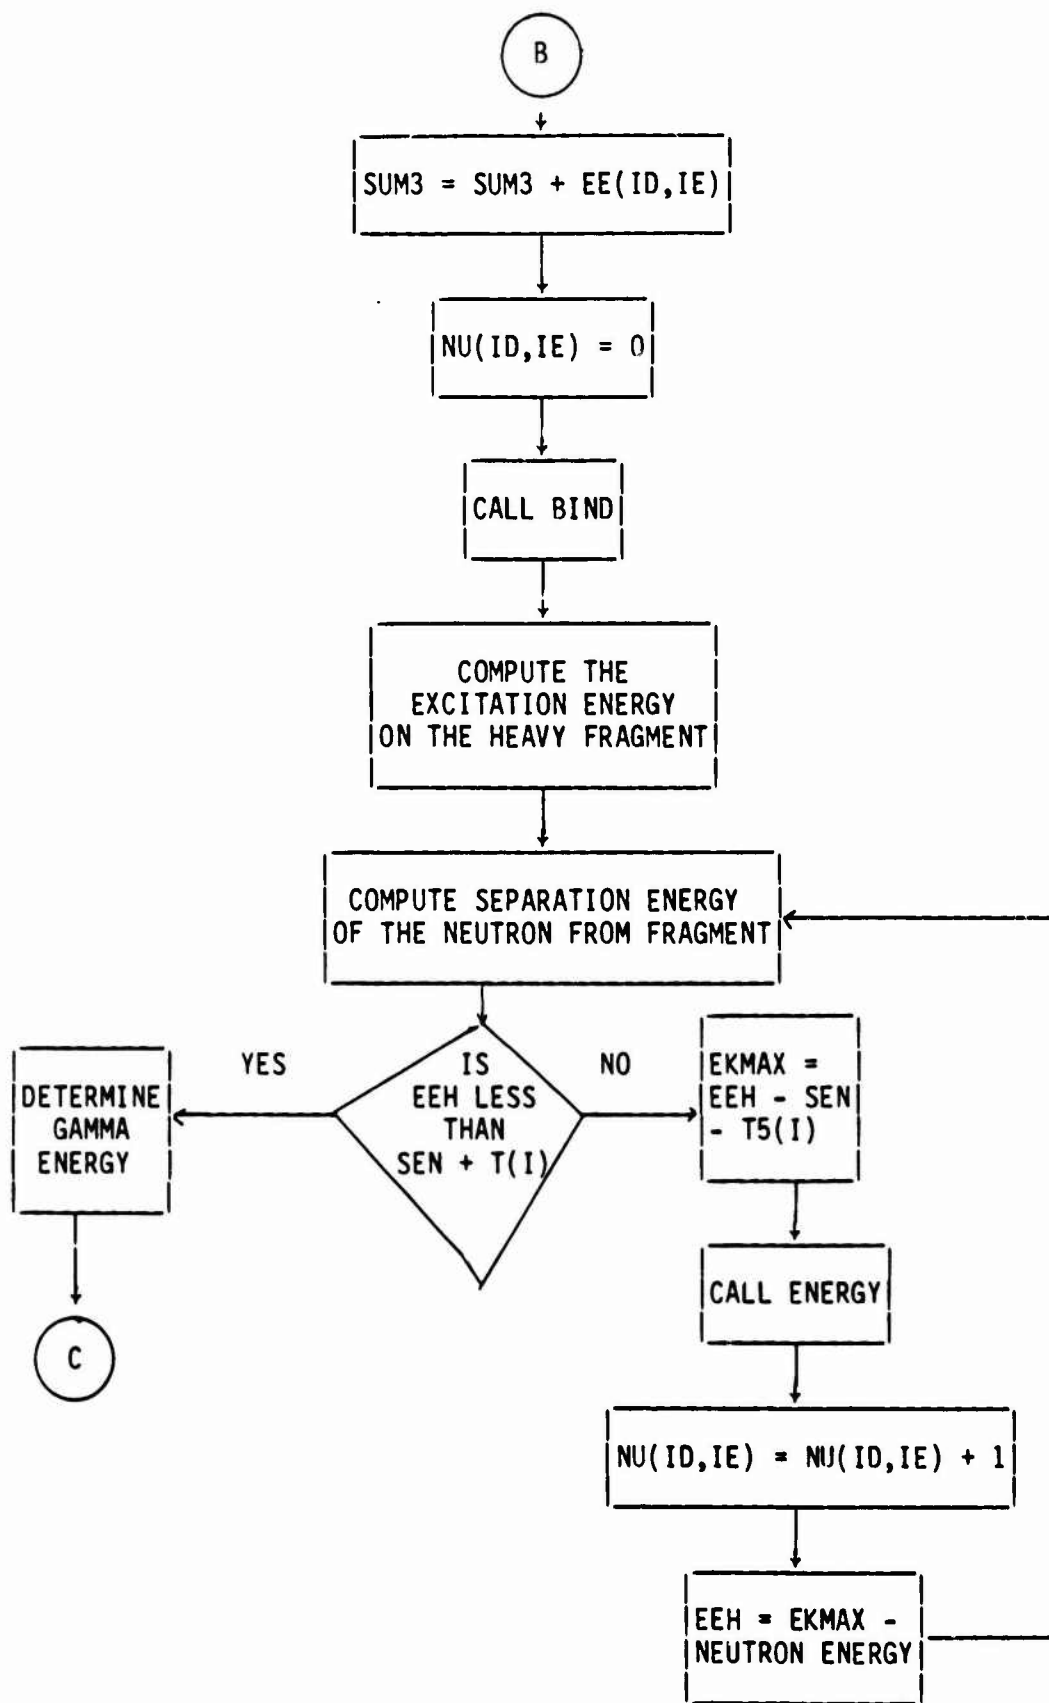 B
SUM3 = SUM3 + EE(ID,IE)
NU(ID,IE) = 0
CALL BIND
COMPUTE THE
EXCITATION ENERGY
ON THE HEAVY FRAGMENT
COMPUTE SEPARATION ENERGY
OF THE NEUTRON FROM FRAGMENT
YES
IS
EEH LESS
THAN
SEN + T(I)
NO
DETERMINE
GAMMA
ENERGY
C
EKMAX =
EEH - SEN
- T5(I)
CALL ENERGY
NU(ID,IE) = NU(ID,IE) + 1
EEH = EKMAX -
NEUTRON ENERGY